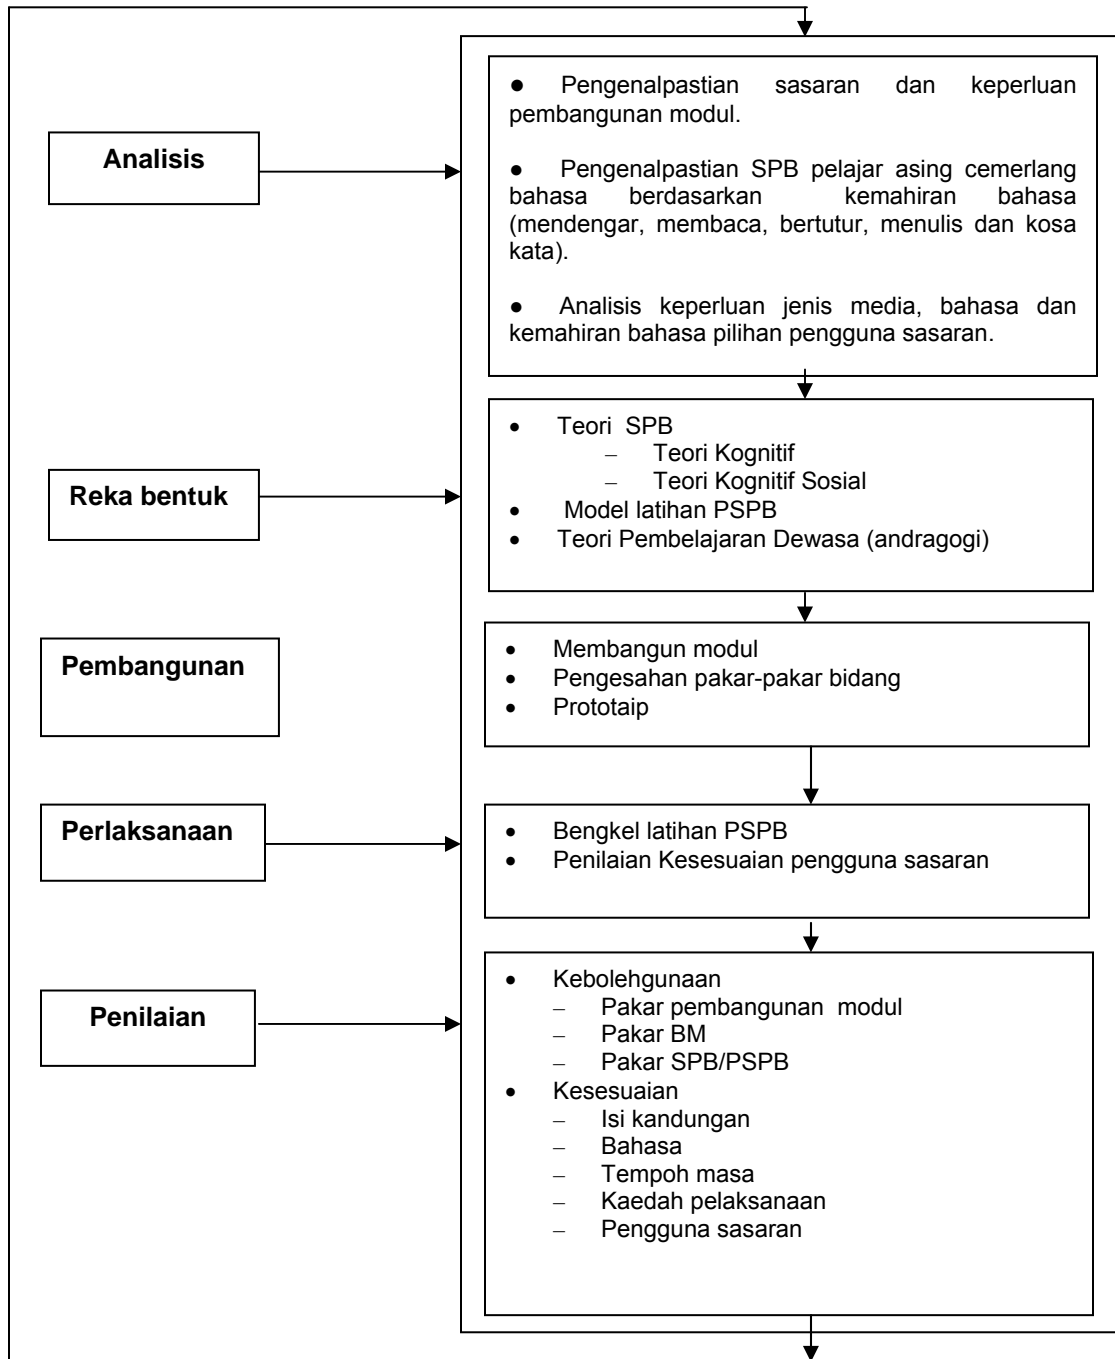 Analisis
● Pengenalpastian sasaran dan keperluan
pembangunan modul.
● Pengenalpastian SPB pelajar asing cemerlang
bahasa berdasarkan kemahiran bahasa
(mendengar, membaca, bertutur, menulis dan kosa
kata).
● Analisis keperluan jenis media, bahasa dan
kemahiran bahasa pilihan pengguna sasaran.
Reka bentuk
• Teori SPB
– Teori Kognitif
– Teori Kognitif Sosial
• Model latihan PSPB
• Teori Pembelajaran Dewasa (andragogi)
Pembangunan
• Membangun modul
• Pengesahan pakar-pakar bidang
• Prototaip
Perlaksanaan
• Bengkel latihan PSPB
• Penilaian Kesesuaian pengguna sasaran
Penilaian
• Kebolehgunaan
– Pakar pembangunan modul
– Pakar BM
– Pakar SPB/PSPB
• Kesesuaian
– Isi kandungan
– Bahasa
– Tempoh masa
– Kaedah pelaksanaan
– Pengguna sasaran